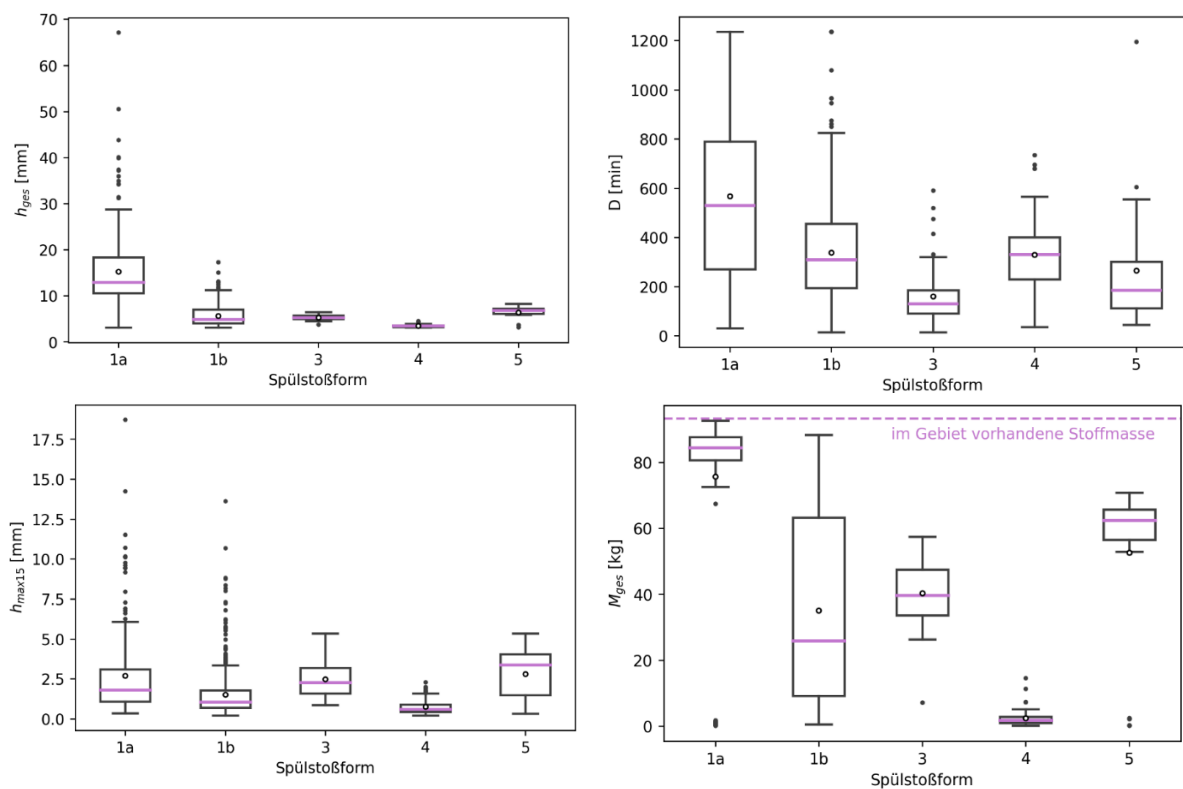 h_ges [mm]
70
60
50
40
30
20
10
0
1a 1b 3 4 5
Spülstoßform
D [min]
1200
1000
800
600
400
200
0
1a 1b 3 4 5
Spülstoßform
h_max15 [mm]
17.5
15.0
12.5
10.0
7.5
5.0
2.5
0.0
1a 1b 3 4 5
Spülstoßform
M_ges [kg]
im Gebiet vorhandene Stoffmasse
80
60
40
20
0
1a 1b 3 4 5
Spülstoßform